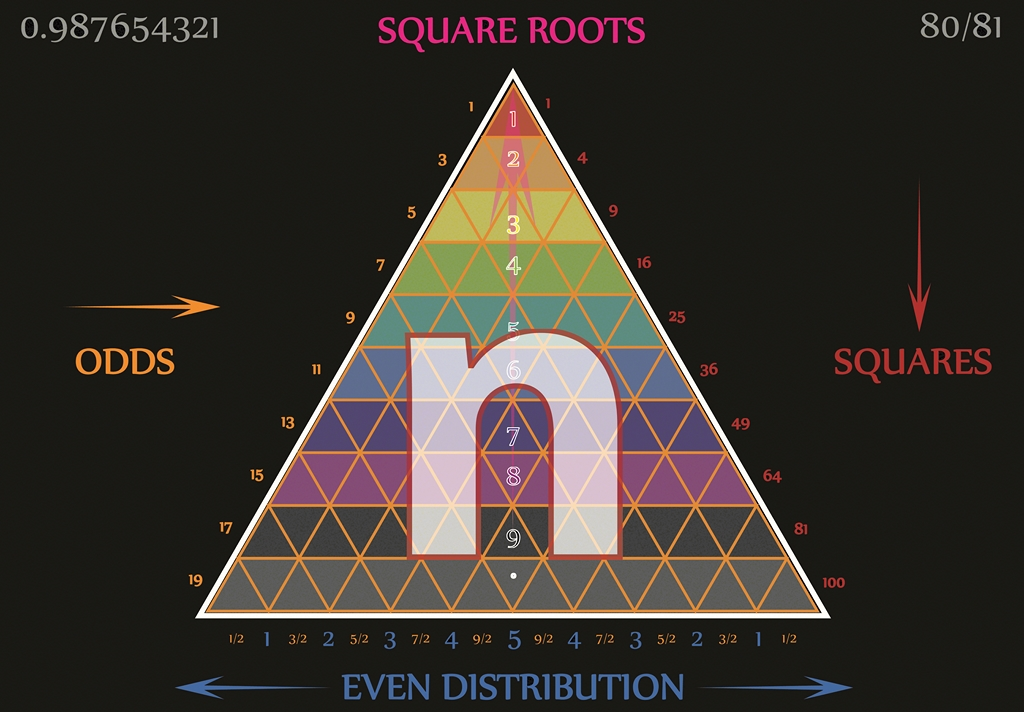 0.987654321
SQUARE ROOTS
80/81
1 1
1
3 2 4
5 3 9
7 4 16
9 5 25
11 6 36
13 7 49
15 8 64
17 9 81
19 . 100
ODDS
SQUARES
n
1/2 1 3/2 2 5/2 3 7/2 4 9/2 5 9/2 4 7/2 3 5/2 2 3/2 1 1/2
EVEN DISTRIBUTION